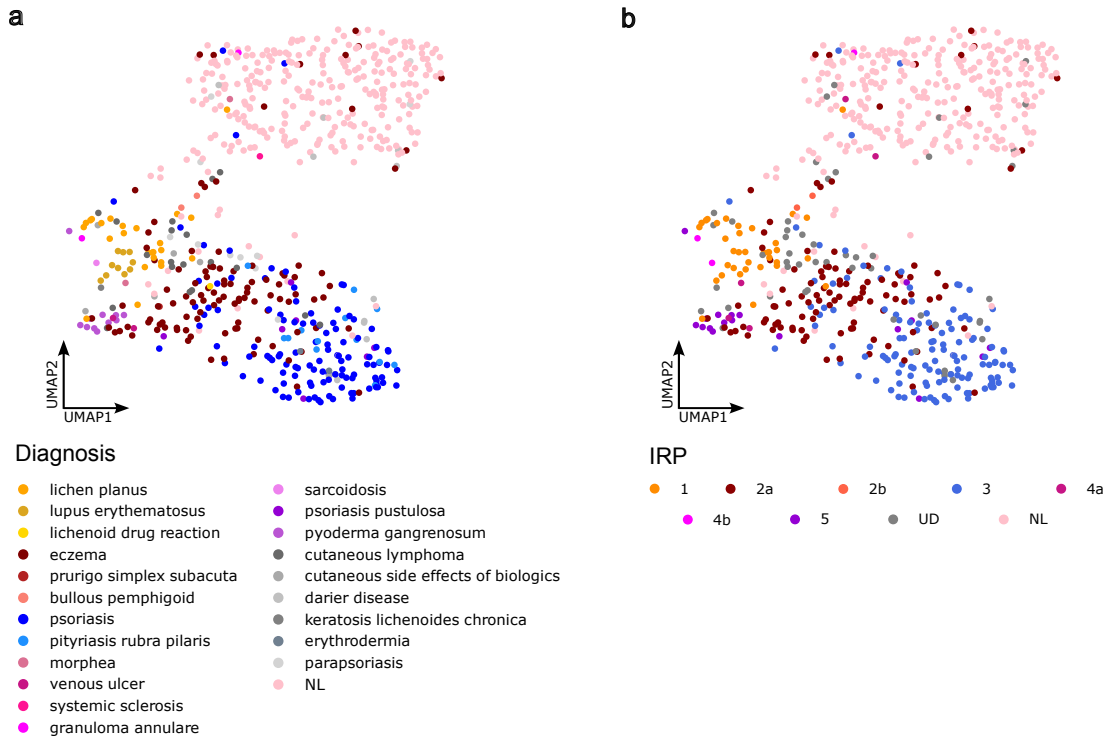 a b
UMAP2 UMAP2
UMAP1 UMAP1
Diagnosis
lichen planus
lupus erythematosus
lichenoid drug reaction
eczema
prurigo simplex subacuta
bullous pemphigoid
psoriasis
pityriasis rubra pilaris
morphea
venous ulcer
systemic sclerosis
granuloma annulare
sarcoidosis
psoriasis pustulosa
pyoderma gangrenosum
cutaneous lymphoma
cutaneous side effects of biologics
darier disease
keratosis lichenoides chronica
erythrodermia
parapsoriasis
NL
IRP
1 2a 2b 3 4a
4b 5 UD NL